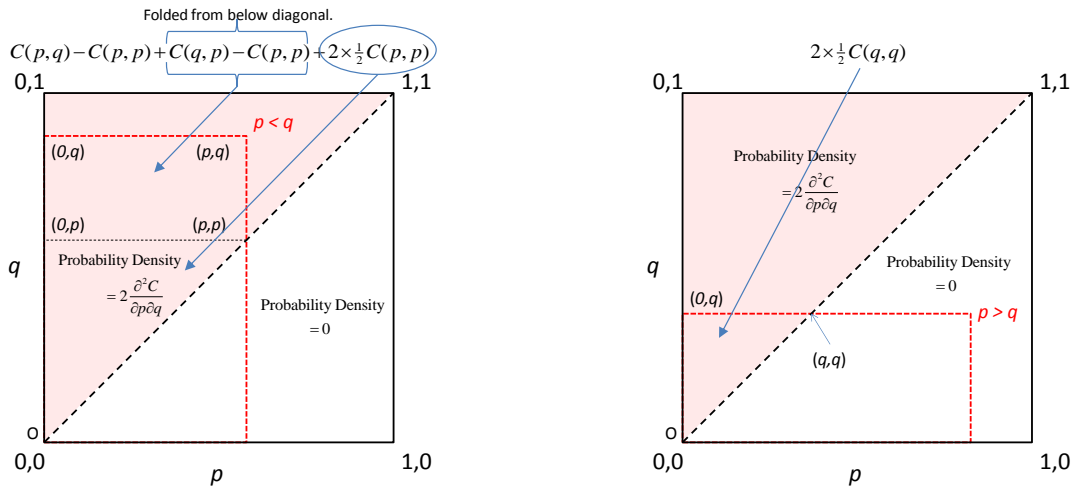 Folded from below diagonal.
C(p,q)−C(p,p)+C(q,p)−C(p,p)+2×½C(p,p)
0,1
1,1
p < q
(0,q)
(p,q)
(0,p)
(p,p)
q
Probability Density
=2 ∂²C/∂p∂q
Probability Density
=0
O
0,0
p
1,0
2×½C(q,q)
0,1
1,1
Probability Density
=2 ∂²C/∂p∂q
q
Probability Density
=0
(0,q)
p > q
(q,q)
O
0,0
p
1,0